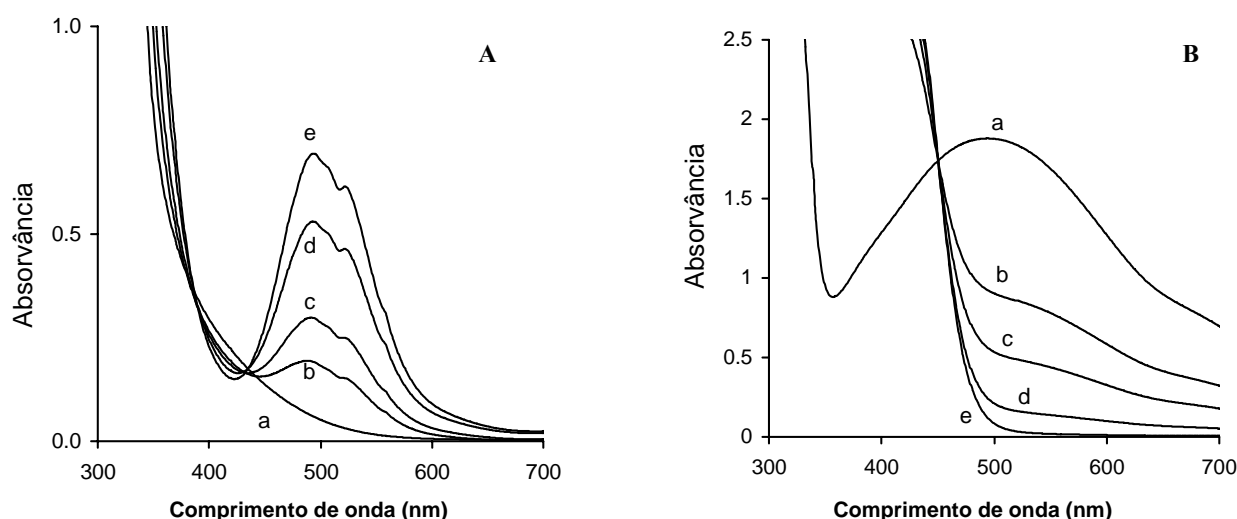 A
1.0
0.5
0.0
300
400
500
600
700
Absorvância
Comprimento de onda (nm)
e
d
c
b
a
B
2.5
2
1.5
1
0.5
0
300
400
500
600
700
Absorvância
Comprimento de onda (nm)
a
b
c
d
e